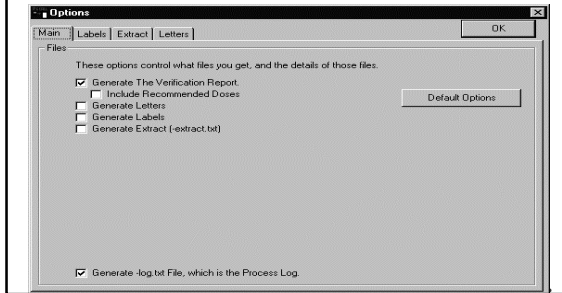 Options
OK
Main Labels Extract Letters
Files
These options control what files you get, and the details of those files.
Generate The Verification Report.
Include Recommended Doses
Default Options
Generate Letters
Generate Labels
Generate Extract (-extract.txt)
Generate -log.txt File, which is the Process Log.